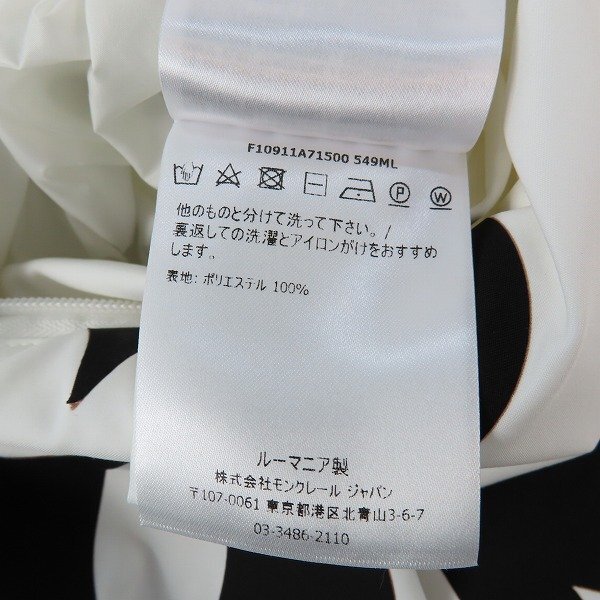 F10911A71500 549ML
P
W
他のものと分けて洗って下さい。/
裏返しての洗濯とアイロンがけをおすすめ
します。
表地: ポリエステル 100%
ルーマニア製
株式会社モンクレール ジャパン
〒107-0061 東京都港区北青山3-6-7
03-3486-2110